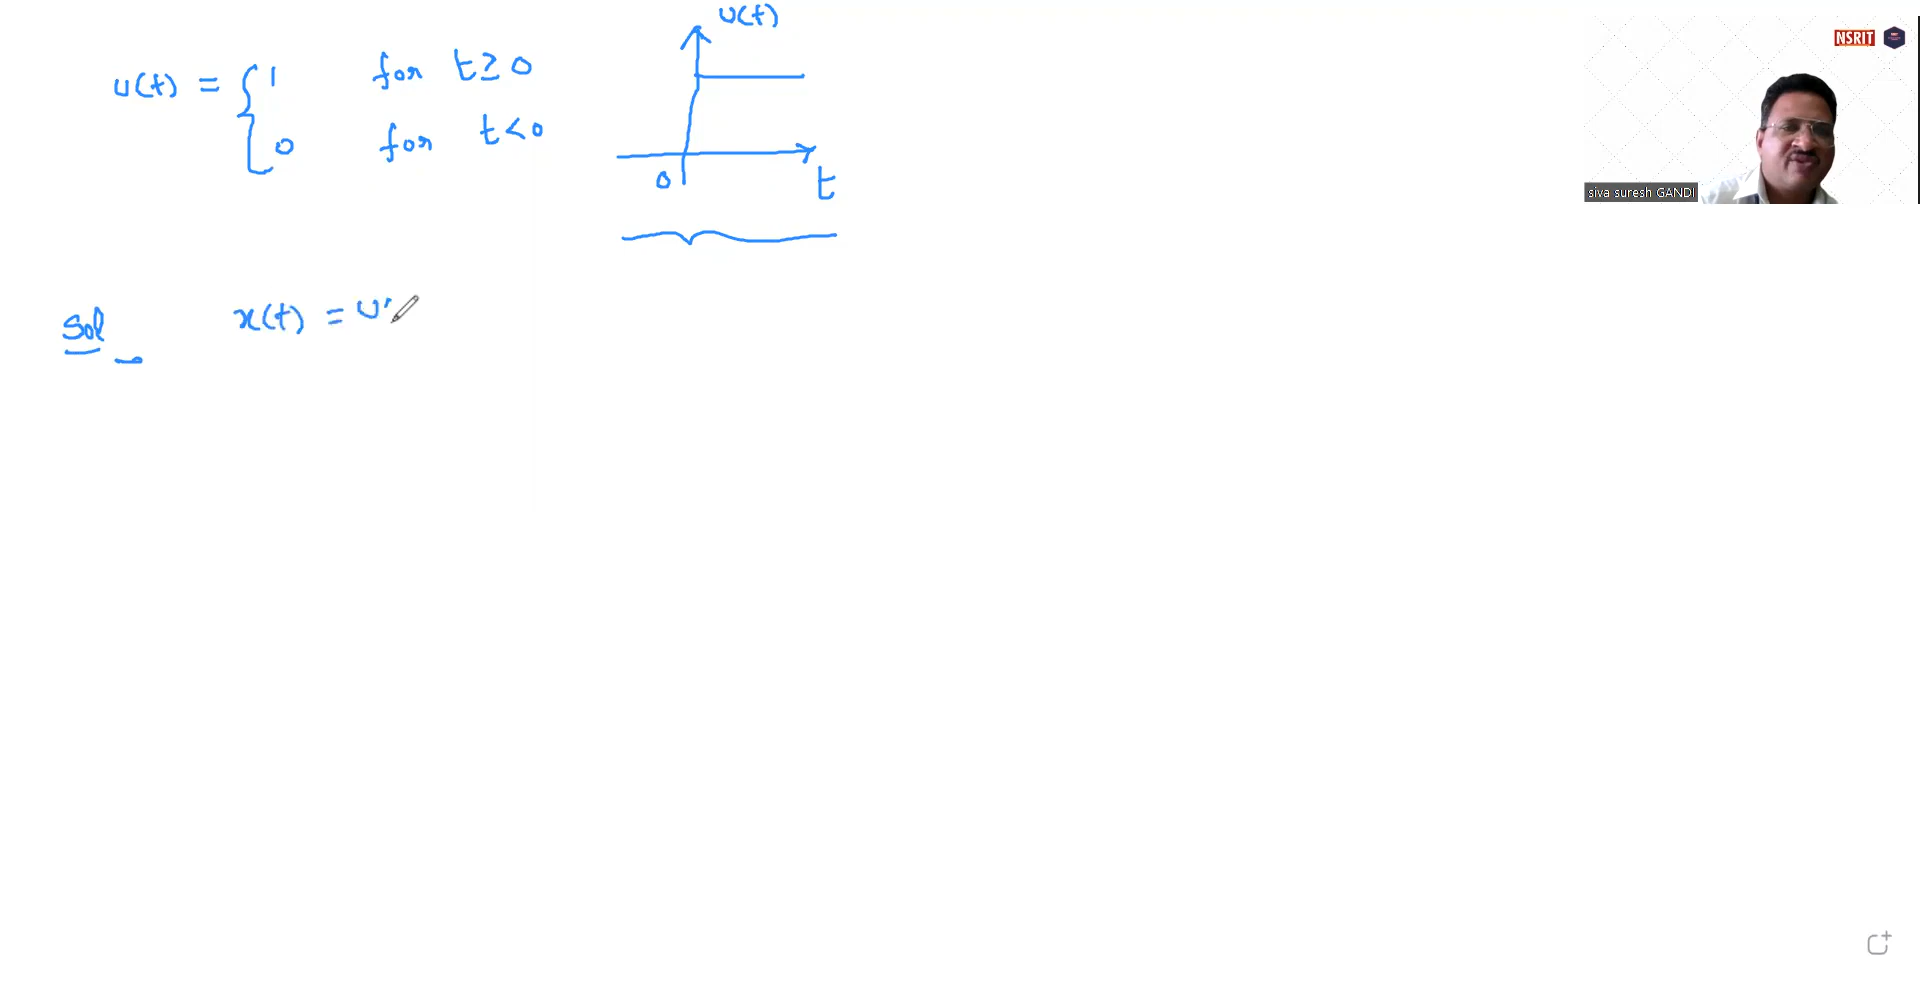 u(t)
u(t) = { 1 for t ≥ 0
0 for t < 0
0
t
Sol
x(t) = u
NSRIT
siva suresh GANDI